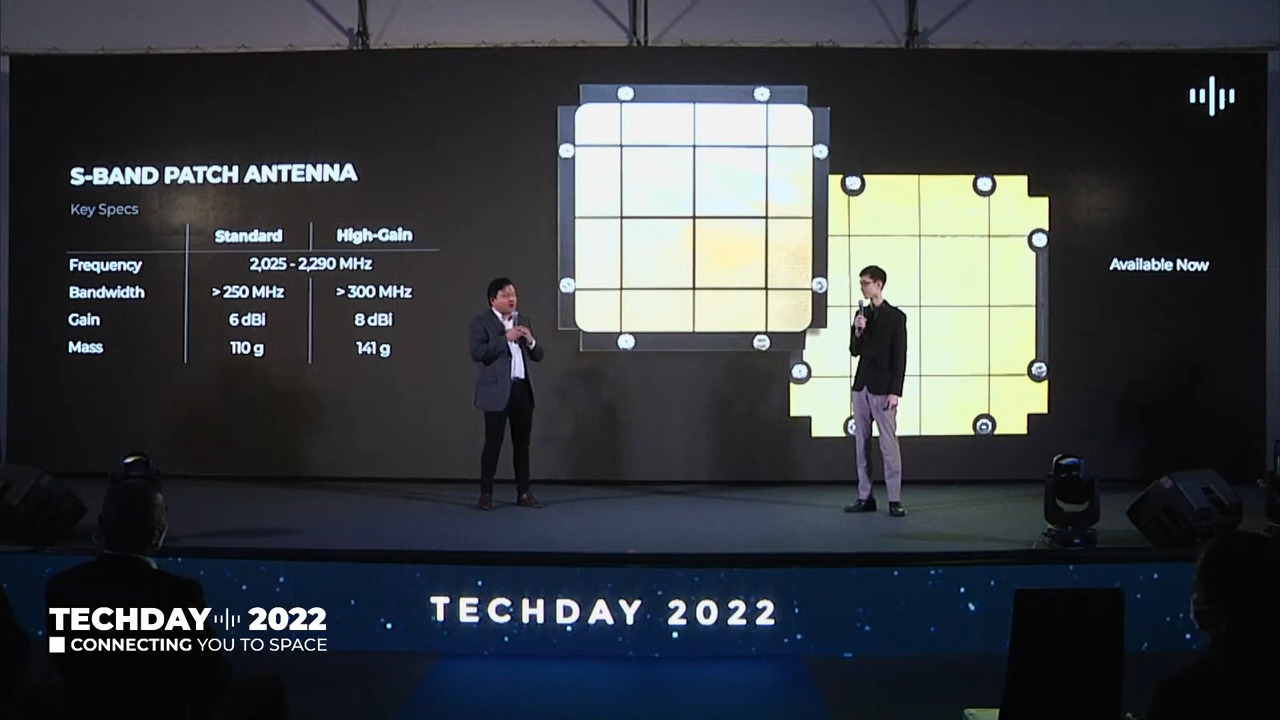 S-BAND PATCH ANTENNA
Key Specs
Standard High-Gain
Frequency 2,025 - 2,290 MHz
Bandwidth > 250 MHz > 300 MHz
Gain 6 dBi 8 dBi
Mass 110 g 141 g
Available Now
TECHDAY 2022
TECHDAY 2022
CONNECTING YOU TO SPACE